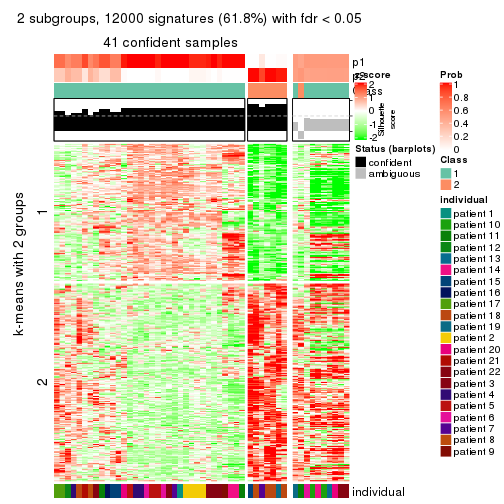 2 subgroups, 12000 signatures (61.8%) with fdr < 0.05
41 confident samples
p1
p2
Class
z-score
2
1
0
-1
-2
Silhouette
score
Prob
1
0.8
0.6
0.4
0.2
0
Status (barplots)
confident
ambiguous
Class
1
2
individual
patient 1
patient 10
patient 11
patient 12
patient 13
patient 14
patient 15
patient 16
patient 17
patient 18
patient 19
patient 2
patient 20
patient 21
patient 22
patient 3
patient 4
patient 5
patient 6
patient 7
patient 8
patient 9
k-means with 2 groups
1
2
individual